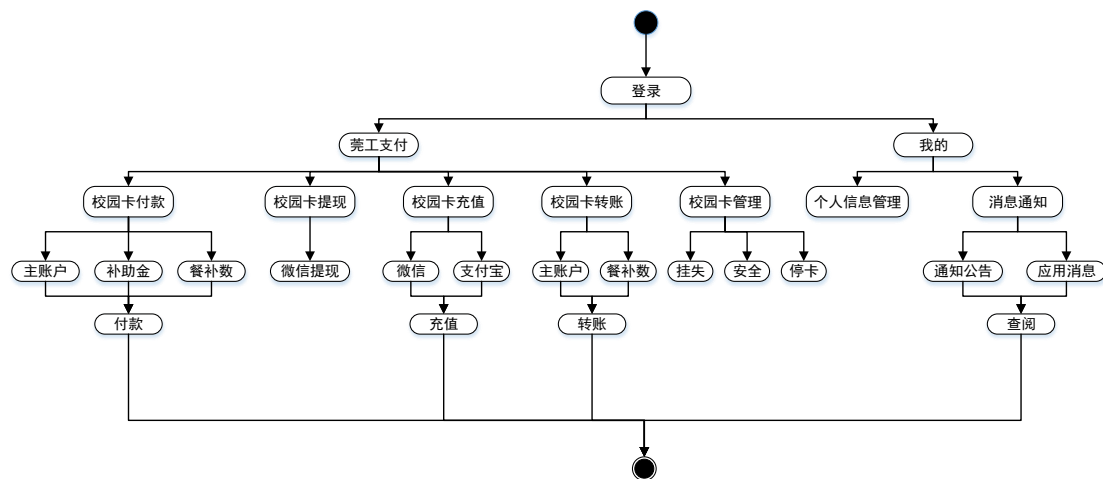 登录
莞工支付
我的
校园卡付款
校园卡提现
校园卡充值
校园卡转账
校园卡管理
个人信息管理
消息通知
主账户
补助金
餐补数
微信提现
微信
支付宝
主账户
餐补数
挂失
安全
停卡
通知公告
应用消息
付款
充值
转账
查阅